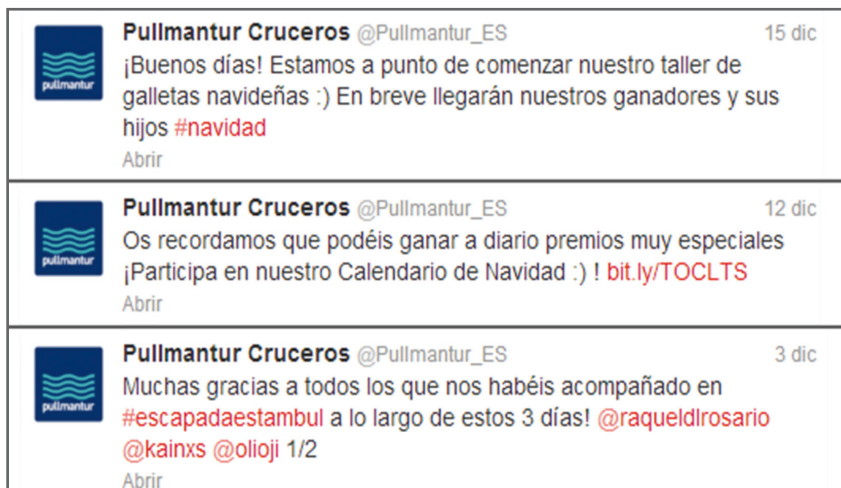 pullmantur
Pullmantur Cruceros @Pullmantur_ES 15 dic
¡Buenos días! Estamos a punto de comenzar nuestro taller de
galletas navideñas :) En breve llegarán nuestros ganadores y sus
hijos #navidad
Abrir
pullmantur
Pullmantur Cruceros @Pullmantur_ES 12 dic
Os recordamos que podéis ganar a diario premios muy especiales
¡Participa en nuestro Calendario de Navidad :) ! bit.ly/TOCLTS
Abrir
pullmantur
Pullmantur Cruceros @Pullmantur_ES 3 dic
Muchas gracias a todos los que nos habéis acompañado en
#escapadaestambul a lo largo de estos 3 días! @raqueldlrosario
@kainxs @olioji 1/2
Abrir